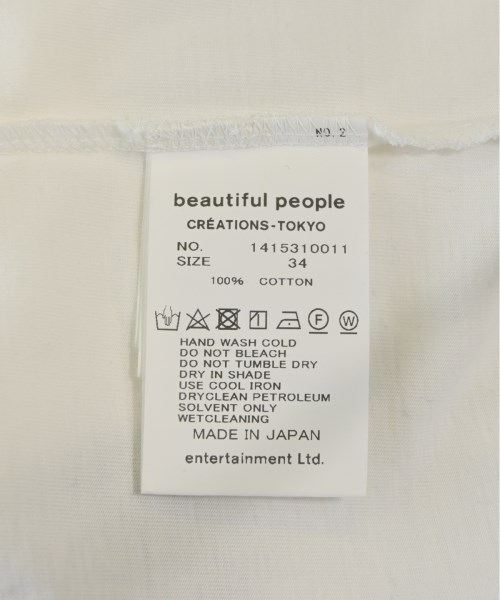 NO. 2
beautiful people
CRÉATIONS-TOKYO
NO. 1415310011
SIZE 34
100% COTTON
F W
HAND WASH COLD
DO NOT BLEACH
DO NOT TUMBLE DRY
DRY IN SHADE
USE COOL IRON
DRYCLEAN PETROLEUM
SOLVENT ONLY
WETCLEANING
MADE IN JAPAN
entertainment Ltd.